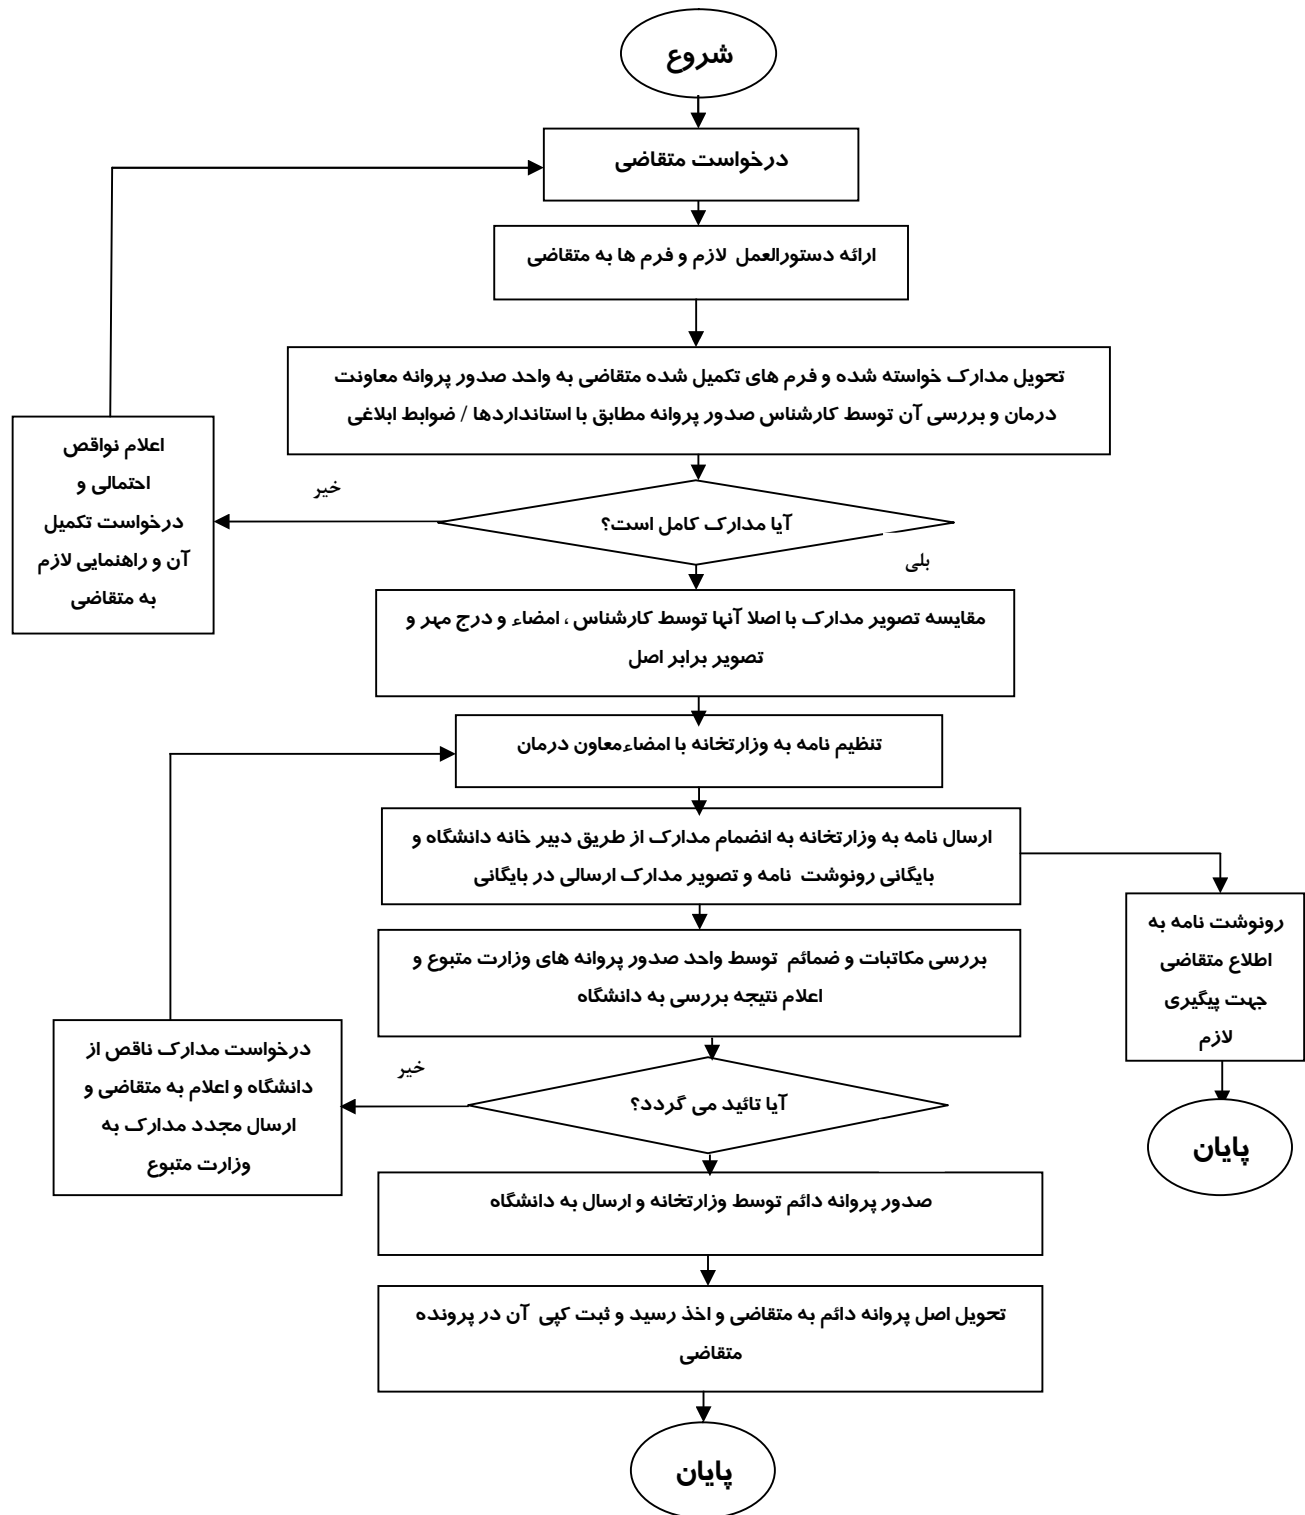 شروع
درخواست متقاضی
ارائه دستورالعمل لازم و فرم ها به متقاضی
تحویل مدارک خواسته شده و فرم های تکمیل شده متقاضی به واحد صدور پروانه معاونت
درمان و بررسی آن توسط کارشناس صدور پروانه مطابق با استانداردها / ضوابط ابلاغی
اعلام نواقص
احتمالی و
درخواست تکمیل
آن و راهنمایی لازم
به متقاضی
خیر
آیا مدارک کامل است؟
بلی
مقایسه تصویر مدارک با اصلا آنها توسط کارشناس ، امضاء و درج مهر و
تصویر برابر اصل
تنظیم نامه به وزارتخانه با امضاءمعاون درمان
ارسال نامه به وزارتخانه به انضمام مدارک از طریق دبیر خانه دانشگاه و
بایگانی رونوشت نامه و تصویر مدارک ارسالی در بایگانی
رونوشت نامه به
اطلاع متقاضی
جهت پیگیری
لازم
بررسی مکاتبات و ضمائم توسط واحد صدور پروانه های وزارت متبوع و
اعلام نتیجه بررسی به دانشگاه
درخواست مدارک ناقص از
دانشگاه و اعلام به متقاضی و
ارسال مجدد مدارک به
وزارت متبوع
خیر
آیا تائید می گردد؟
پایان
صدور پروانه دائم توسط وزارتخانه و ارسال به دانشگاه
تحویل اصل پروانه دائم به متقاضی و اخذ رسید و ثبت کپی آن در پرونده
متقاضی
پایان